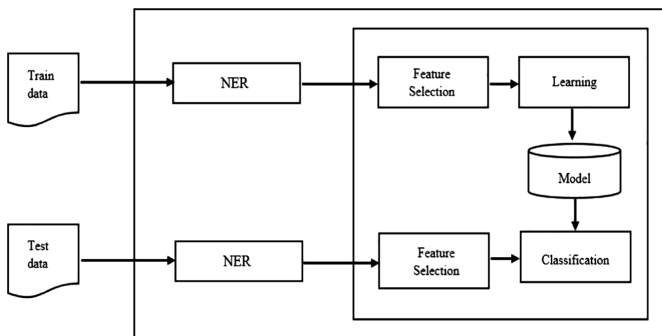 Train
data
NER
Feature
Selection
Learning
Model
Test
data
NER
Feature
Selection
Classification